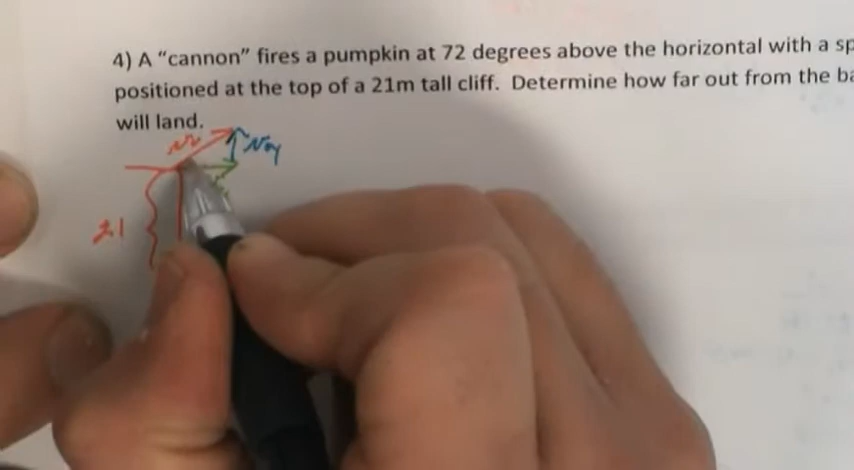 4) A “cannon” fires a pumpkin at 72 degrees above the horizontal with a sp
positioned at the top of a 21m tall cliff. Determine how far out from the ba
will land.
21